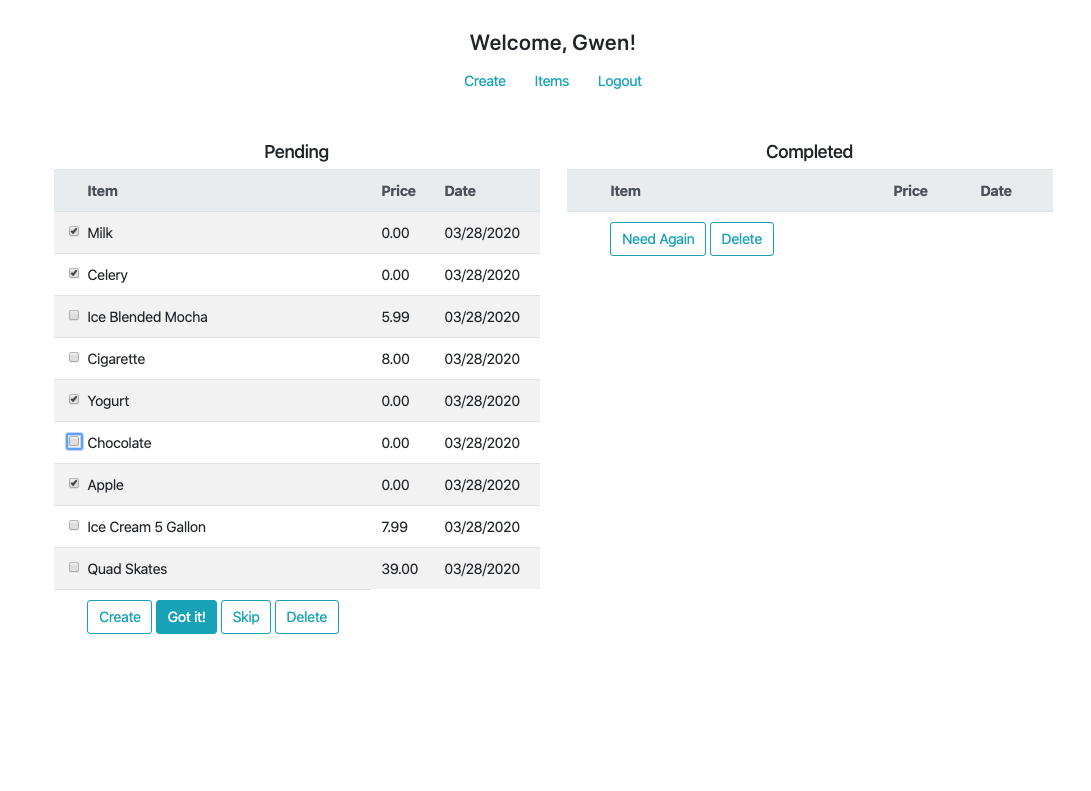 Welcome, Gwen!
Create Items Logout
Pending
Item Price Date
Milk 0.00 03/28/2020
Celery 0.00 03/28/2020
Ice Blended Mocha 5.99 03/28/2020
Cigarette 8.00 03/28/2020
Yogurt 0.00 03/28/2020
Chocolate 0.00 03/28/2020
Apple 0.00 03/28/2020
Ice Cream 5 Gallon 7.99 03/28/2020
Quad Skates 39.00 03/28/2020
Create Got it! Skip Delete
Completed
Item Price Date
Need Again Delete